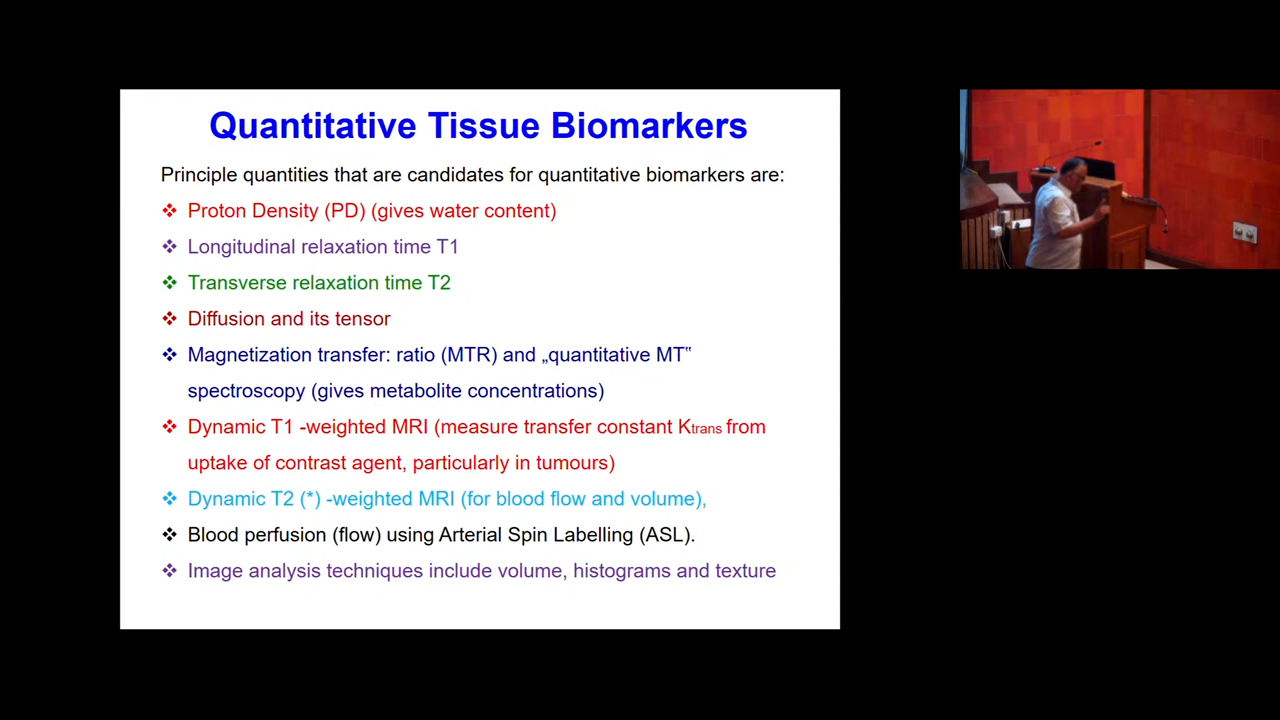 Quantitative Tissue Biomarkers
Principle quantities that are candidates for quantitative biomarkers are:
❖ Proton Density (PD) (gives water content)
❖ Longitudinal relaxation time T1
❖ Transverse relaxation time T2
❖ Diffusion and its tensor
❖ Magnetization transfer: ratio (MTR) and „quantitative MT‟
spectroscopy (gives metabolite concentrations)
❖ Dynamic T1 -weighted MRI (measure transfer constant Ktrans from
uptake of contrast agent, particularly in tumours)
❖ Dynamic T2 (*) -weighted MRI (for blood flow and volume),
❖ Blood perfusion (flow) using Arterial Spin Labelling (ASL).
❖ Image analysis techniques include volume, histograms and texture